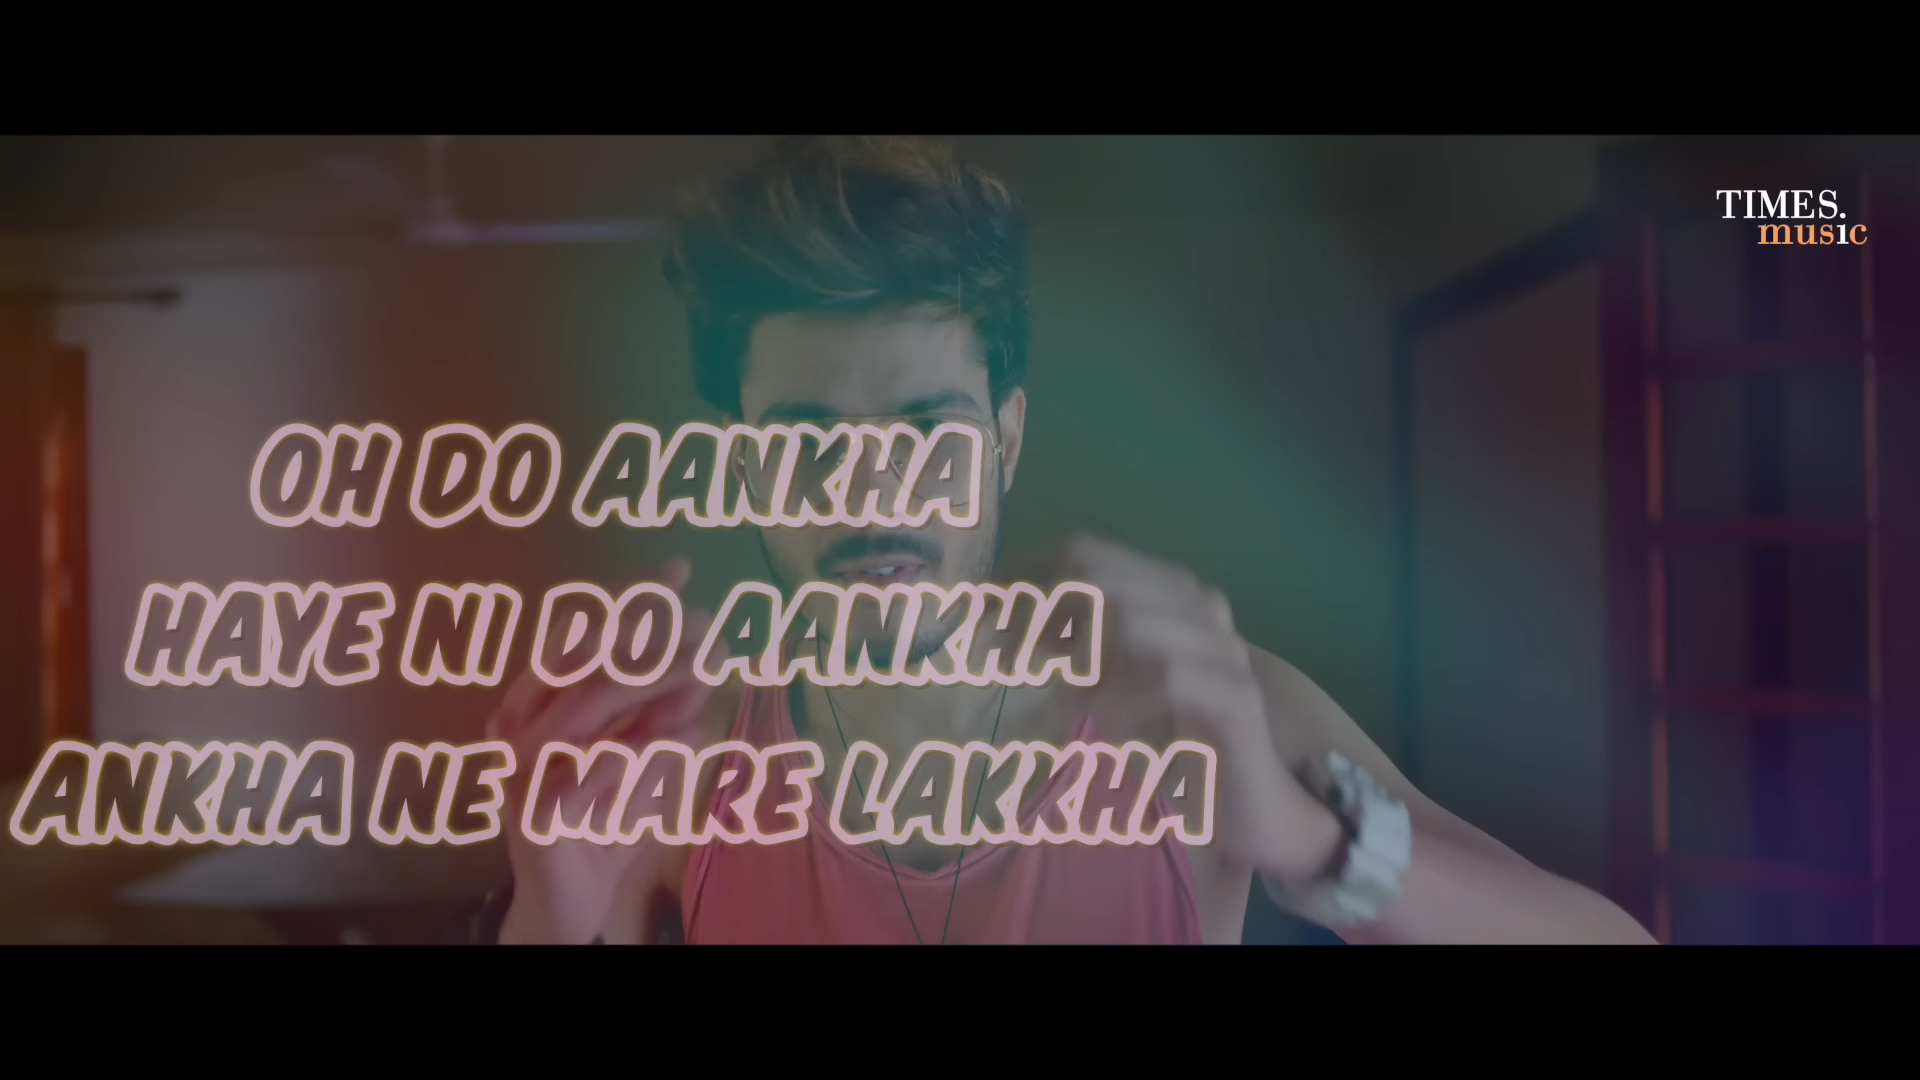 TIMES.
music
OH DO AANKHA
HAYE NI DO AANKHA
ANKHA NE MARE LAKKHA